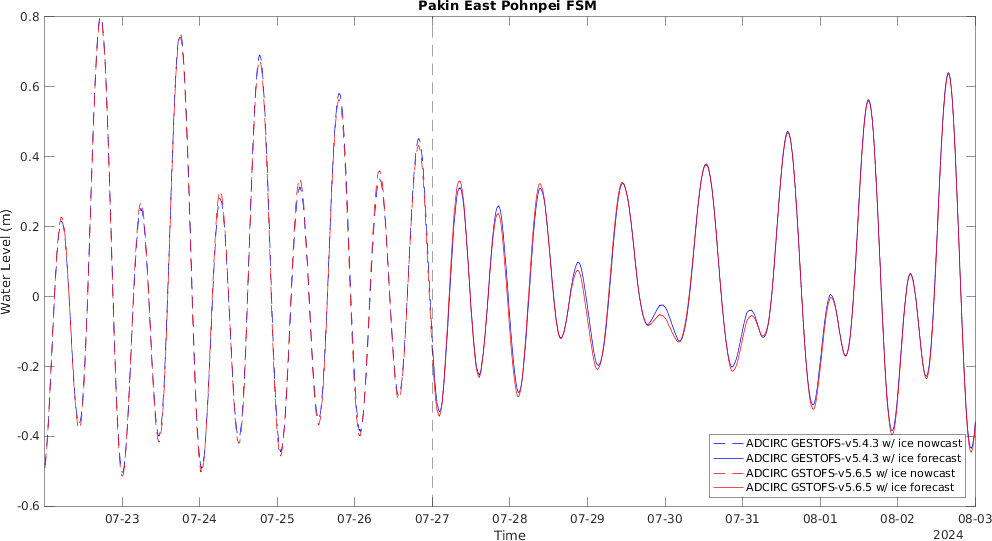 Pakin East Pohnpei FSM
0.8
0.6
0.4
0.2
0
-0.2
-0.4
-0.6
Water Level (m)
ADCIRC GESTOFS-v5.4.3 w/ ice nowcast
ADCIRC GESTOFS-v5.4.3 w/ ice forecast
ADCIRC GSTOFS-v5.6.5 w/ ice nowcast
ADCIRC GSTOFS-v5.6.5 w/ ice forecast
07-23 07-24 07-25 07-26 07-27 07-28 07-29 07-30 07-31 08-01 08-02 08-03
Time
2024